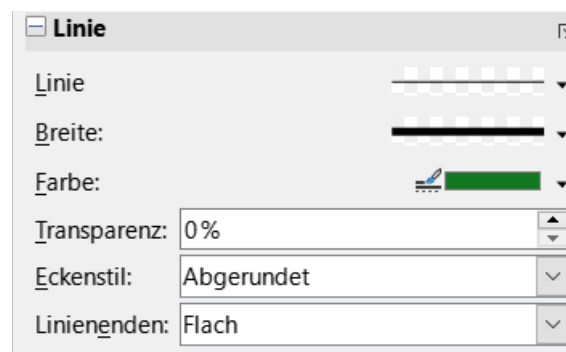 Linie
Linie
Breite:
Farbe:
Transparenz: 0%
Eckenstil: Abgerundet
Linienenden: Flach